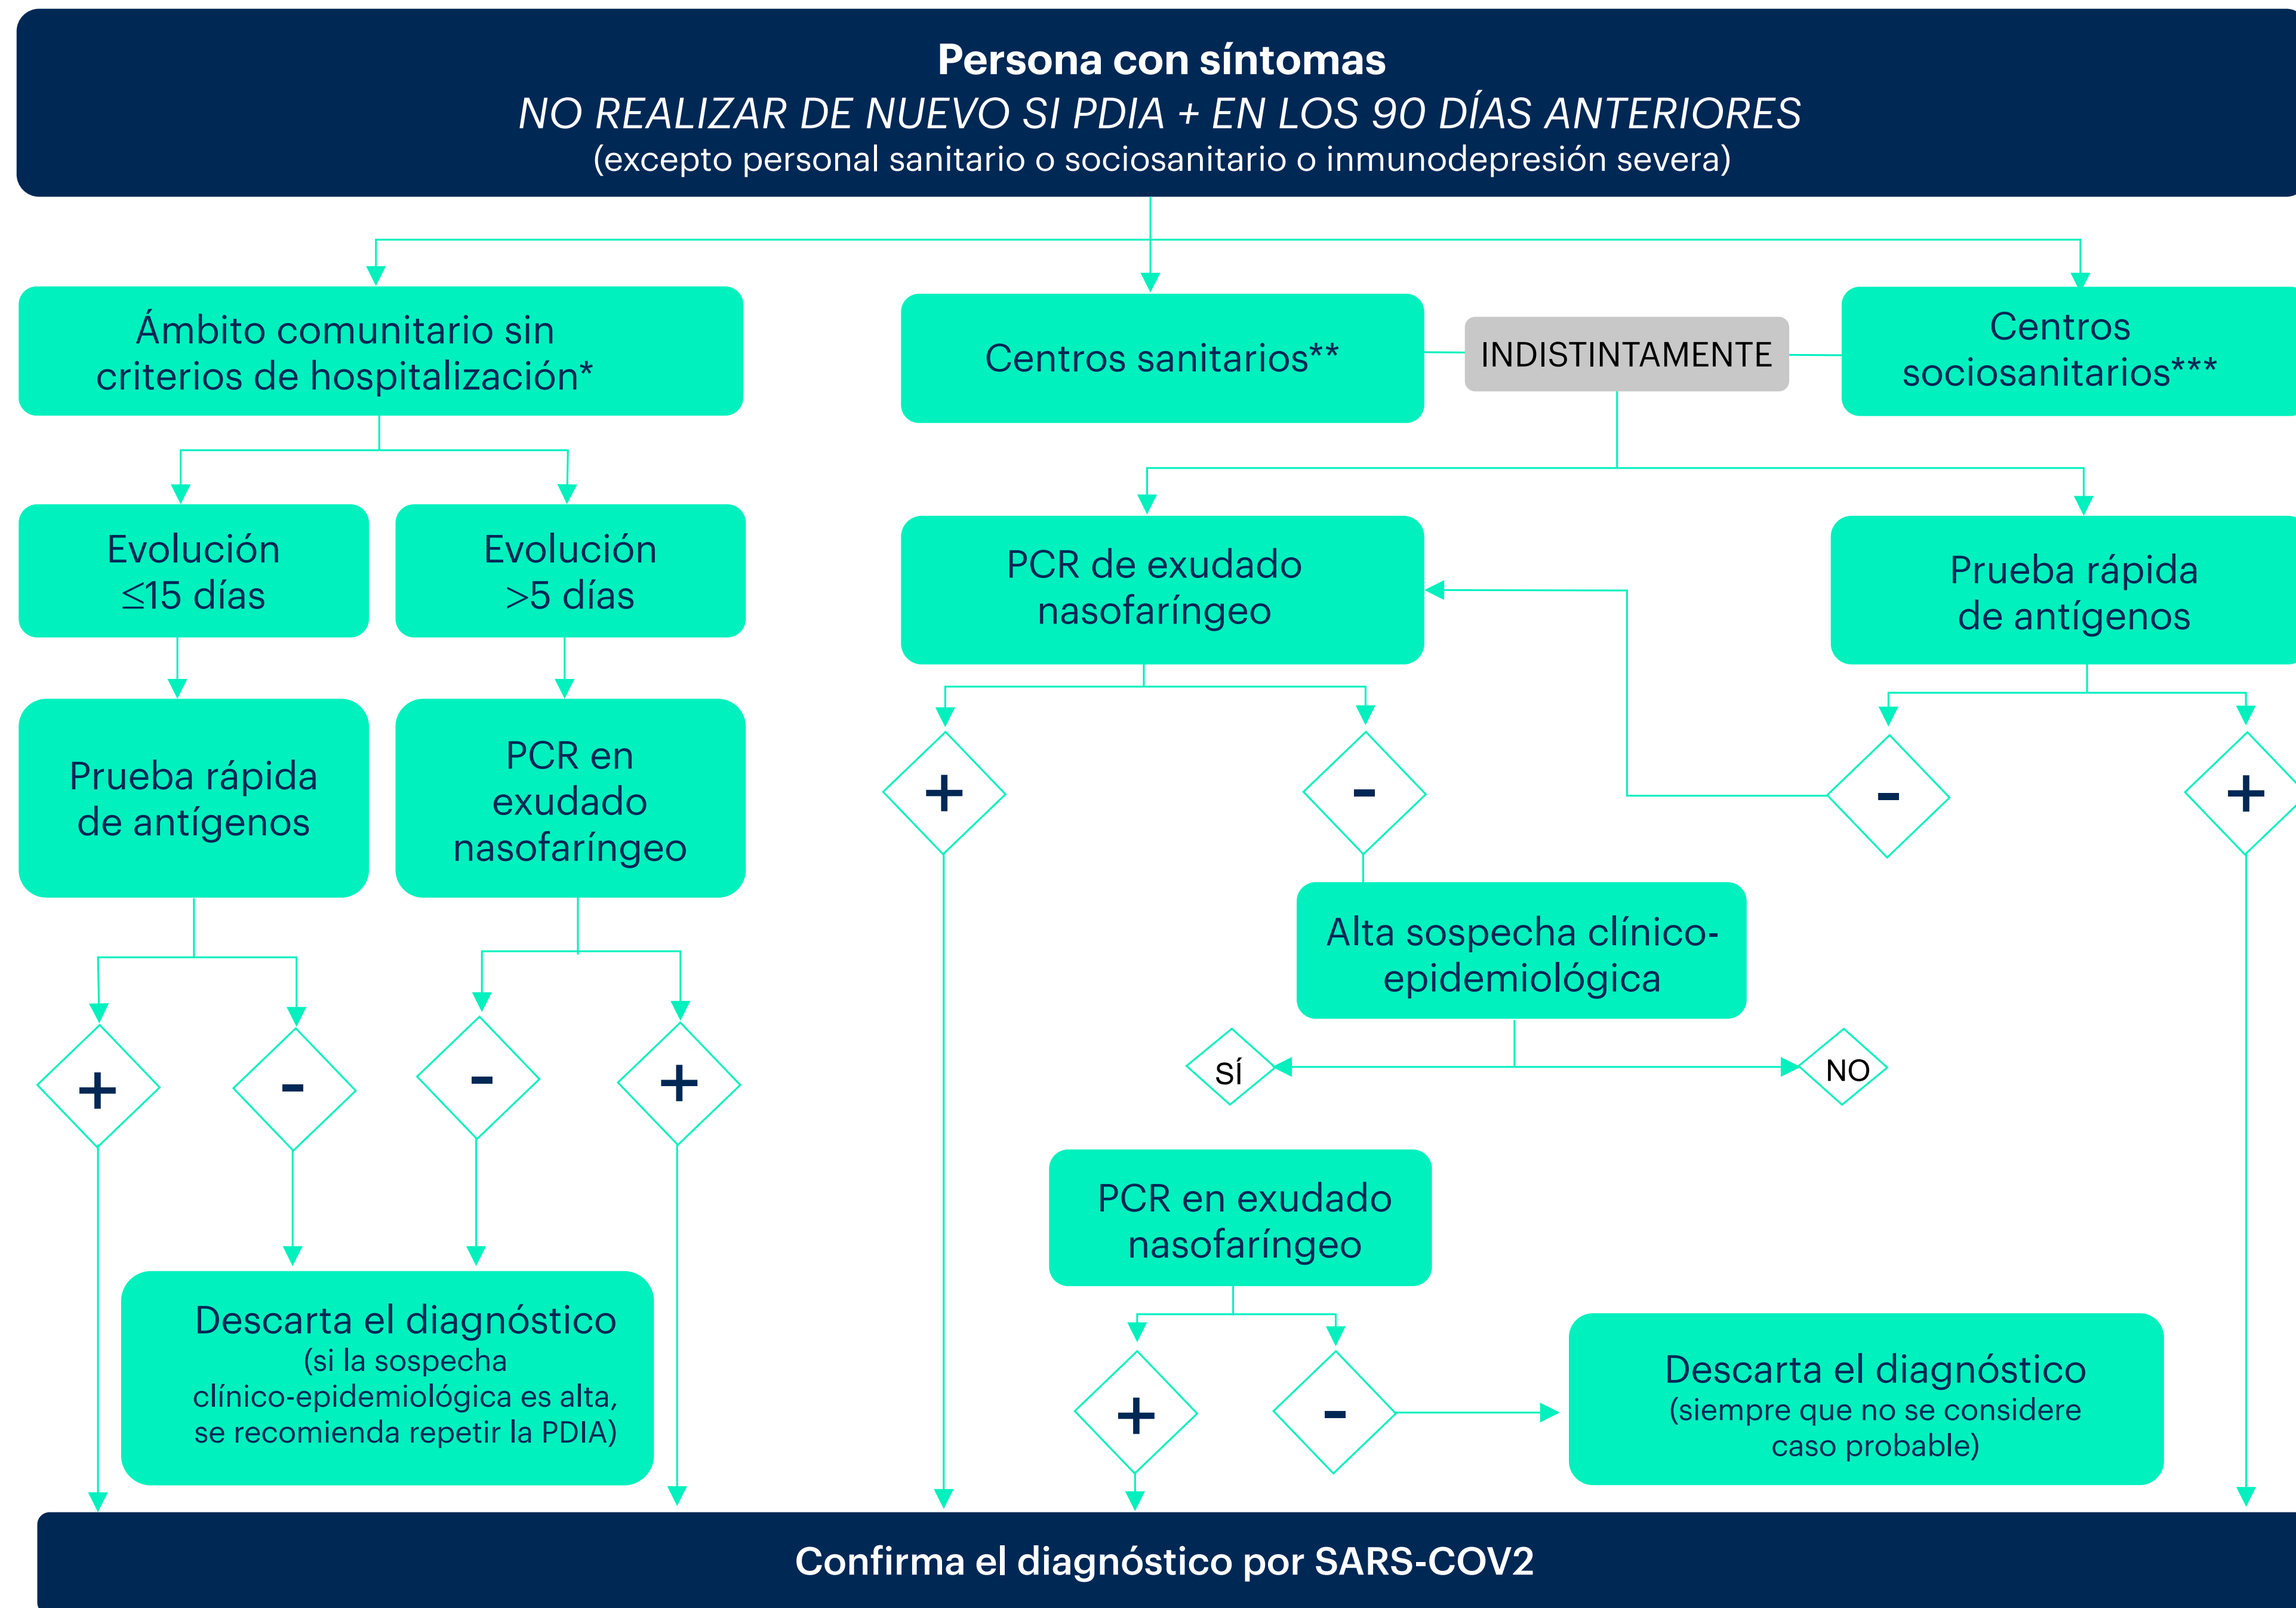 Persona con síntomas
NO REALIZAR DE NUEVO SI PDIA + EN LOS 90 DÍAS ANTERIORES
(excepto personal sanitario o sociosanitario o inmunodepresión severa)
Ámbito comunitario sin
criterios de hospitalización*
Centros sanitarios**
INDISTINTAMENTE
Centros
sociosanitarios***
Evolución
≤15 días
Evolución
>5 días
PCR de exudado
nasofaríngeo
Prueba rápida
de antígenos
Prueba rápida
de antígenos
PCR en
exudado
nasofaríngeo
+
-
-
+
Alta sospecha clínico-
epidemiológica
SÍ
NO
+
-
-
+
PCR en exudado
nasofaríngeo
Descarta el diagnóstico
(si la sospecha
clínico-epidemiológica es alta,
se recomienda repetir la PDIA)
+
-
Descarta el diagnóstico
(siempre que no se considere
caso probable)
Confirma el diagnóstico por SARS-COV2